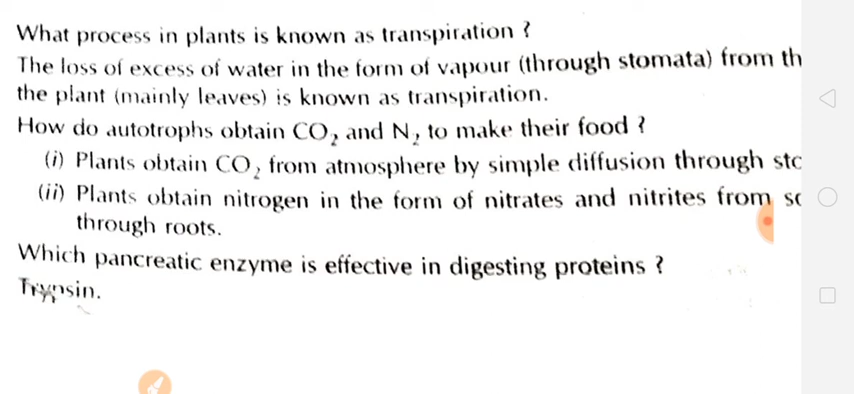 What process in plants is known as transpiration ?
The loss of excess of water in the form of vapour (through stomata) from th
the plant (mainly leaves) is known as transpiration.
How do autotrophs obtain CO₂ and N₂ to make their food ?
(i) Plants obtain CO₂ from atmosphere by simple diffusion through sto
(ii) Plants obtain nitrogen in the form of nitrates and nitrites from so
through roots.
Which pancreatic enzyme is effective in digesting proteins ?
Trypsin.